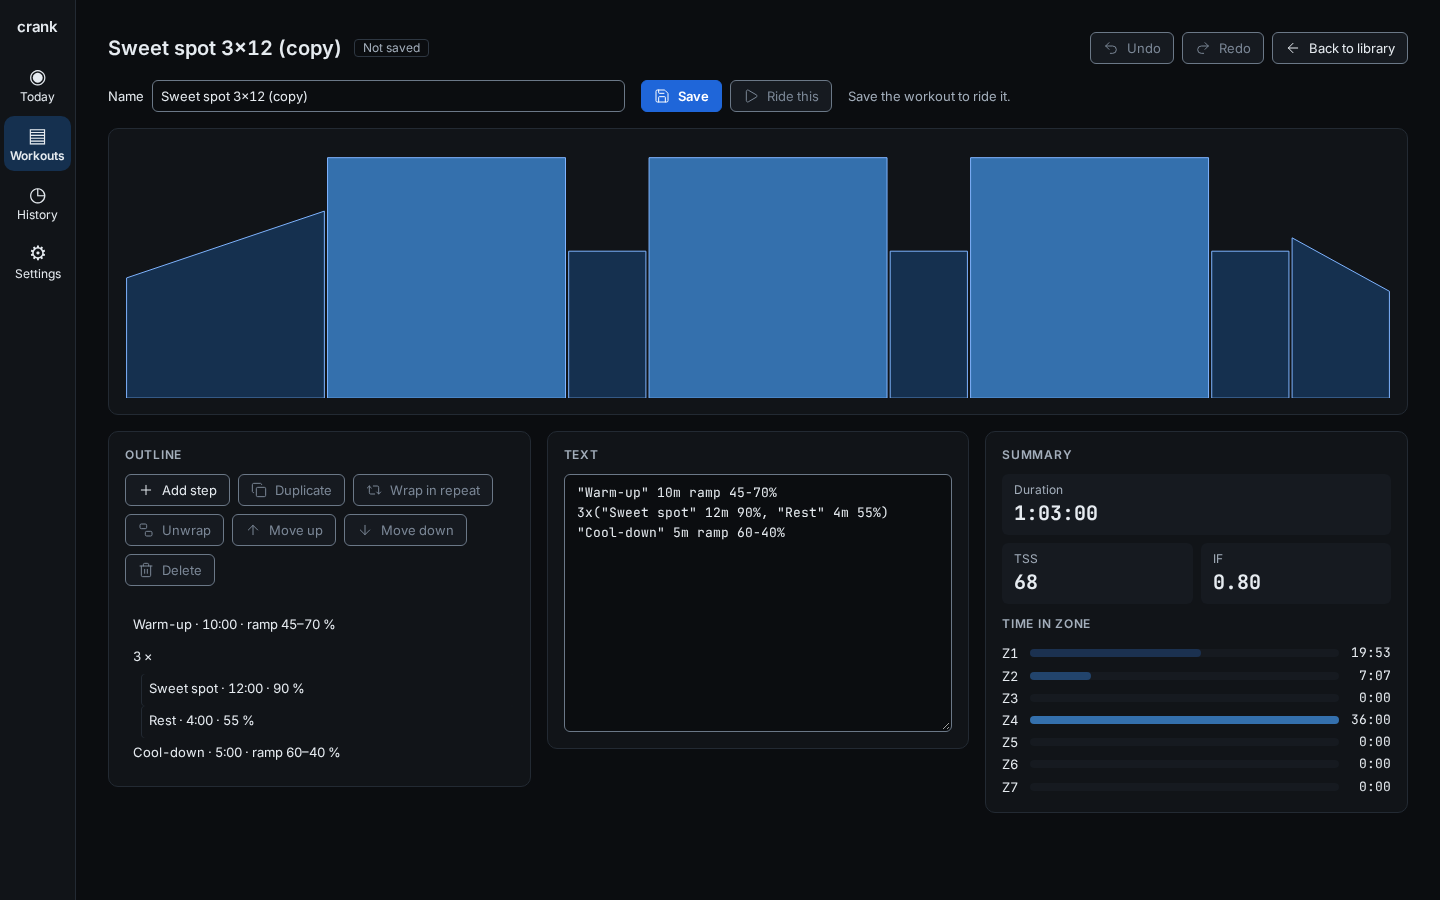 crank
Today
Workouts
History
Settings
Sweet spot 3×12 (copy)
Not saved
Undo
Redo
Back to library
Name
Sweet spot 3×12 (copy)
Save
Ride this
Save the workout to ride it.
OUTLINE
Add step
Duplicate
Wrap in repeat
Unwrap
Move up
Move down
Delete
Warm-up · 10:00 · ramp 45–70 %
3 ×
Sweet spot · 12:00 · 90 %
Rest · 4:00 · 55 %
Cool-down · 5:00 · ramp 60–40 %
TEXT
"Warm-up" 10m ramp 45-70%
3x("Sweet spot" 12m 90%, "Rest" 4m 55%)
"Cool-down" 5m ramp 60-40%
SUMMARY
Duration
1:03:00
TSS
68
IF
0.80
TIME IN ZONE
Z1 19:53
Z2 7:07
Z3 0:00
Z4 36:00
Z5 0:00
Z6 0:00
Z7 0:00